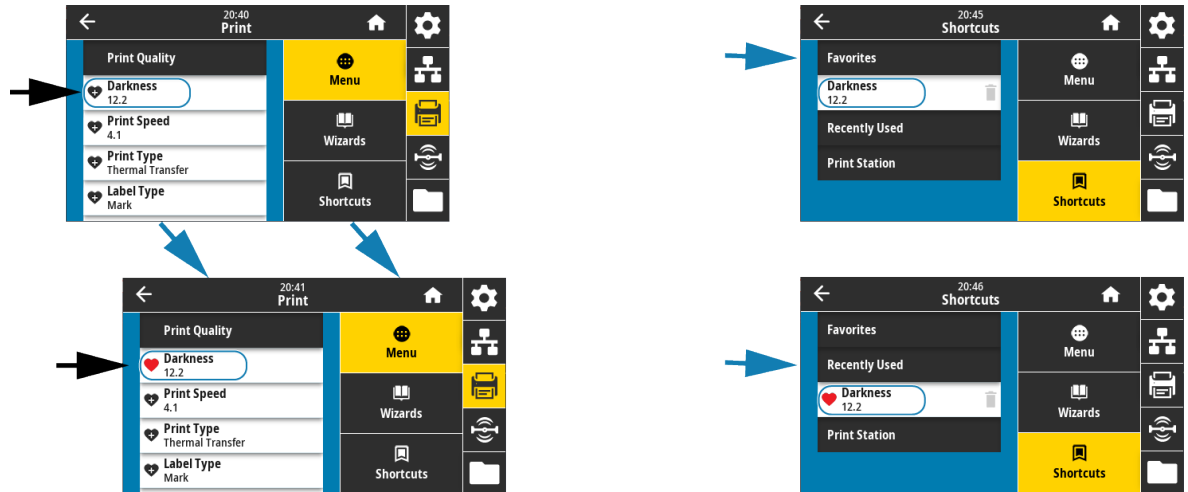 20:40
Print
Print Quality
Darkness
12.2
Print Speed
4.1
Print Type
Thermal Transfer
Label Type
Mark
Menu
Wizards
Shortcuts
20:45
Shortcuts
Favorites
Darkness
12.2
Recently Used
Print Station
Menu
Wizards
Shortcuts
20:41
Print
Print Quality
Darkness
12.2
Print Speed
4.1
Print Type
Thermal Transfer
Label Type
Mark
Menu
Wizards
Shortcuts
20:46
Shortcuts
Favorites
Recently Used
Darkness
12.2
Print Station
Menu
Wizards
Shortcuts